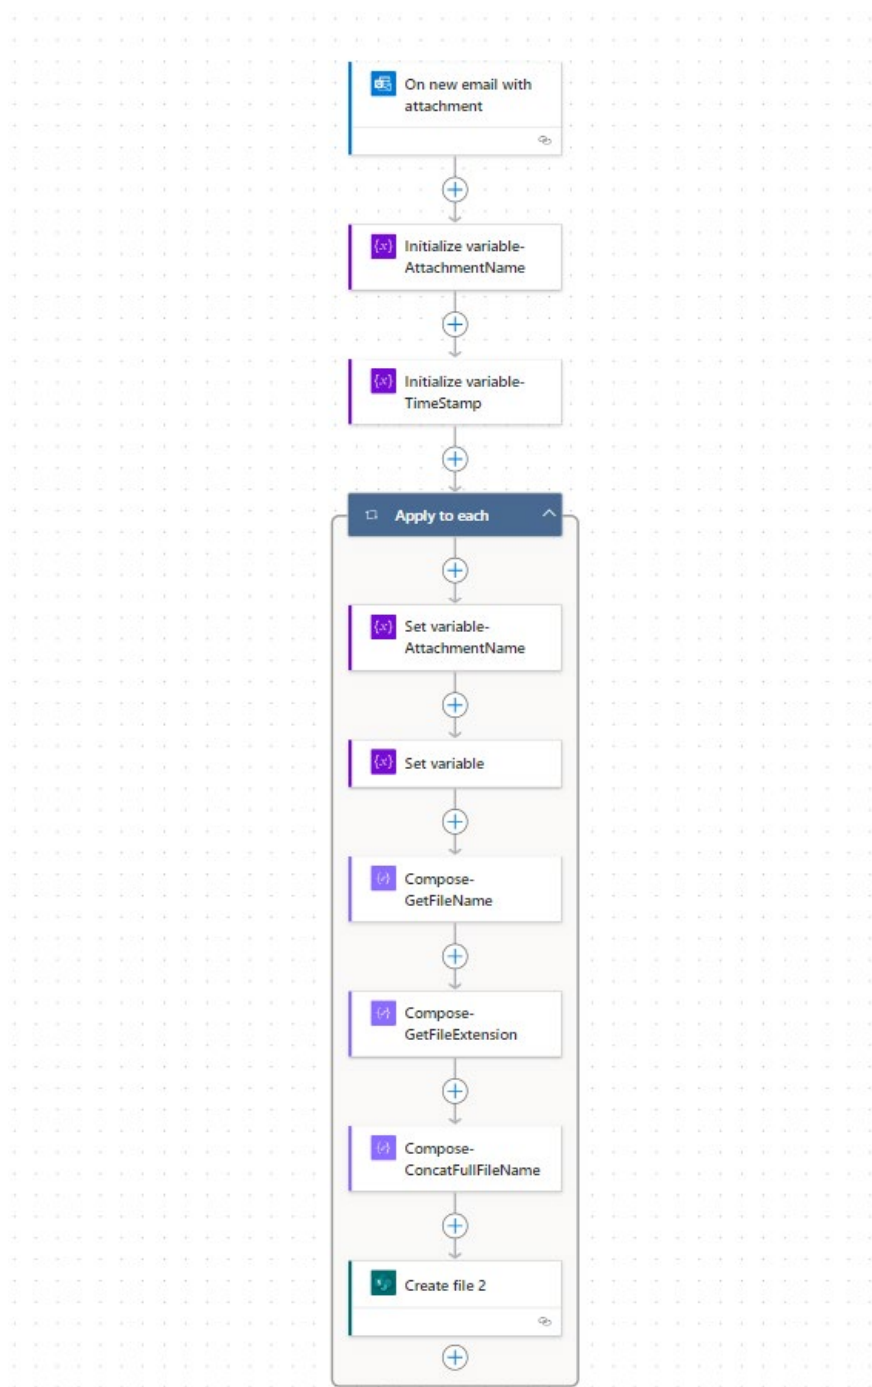 On new email with
attachment
{x} Initialize variable-
AttachmentName
{x} Initialize variable-
TimeStamp
Apply to each
{x} Set variable-
AttachmentName
{x} Set variable
Compose-
GetFileName
Compose-
GetFileExtension
Compose-
ConcatFullFileName
Create file 2